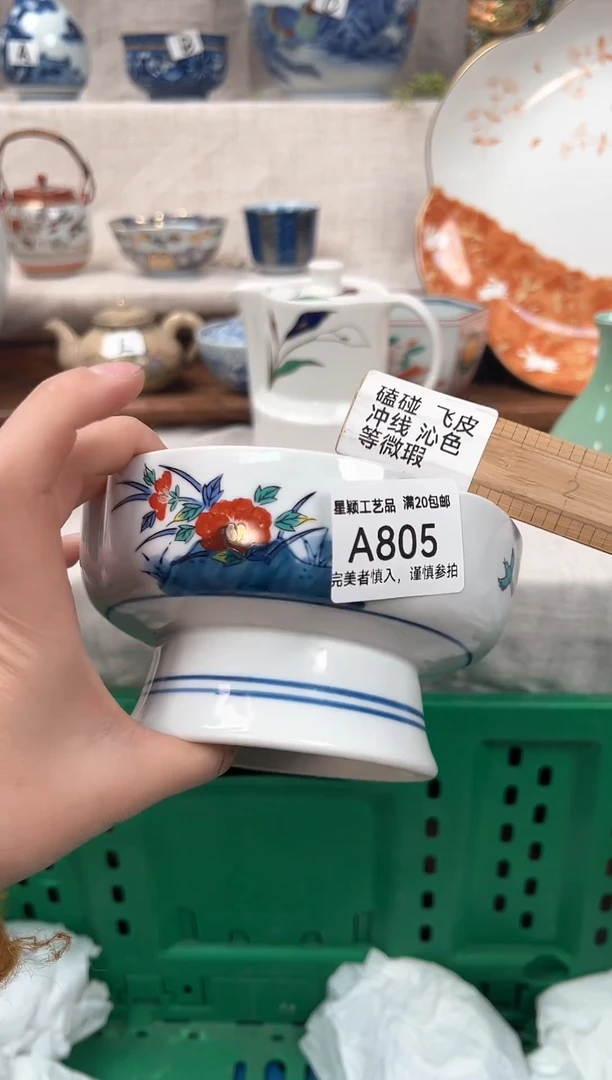 A
B
D
L
磕碰 飞皮
冲线 沁色
等微瑕
星颖工艺品 满20包邮
A805
完美者慎入，谨慎参拍